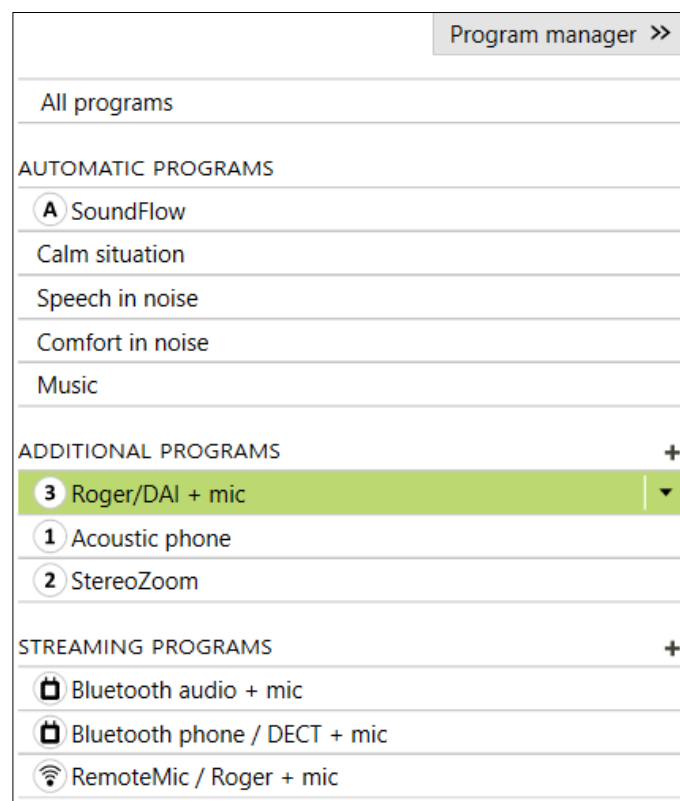 Program manager >>
All programs
AUTOMATIC PROGRAMS
A SoundFlow
Calm situation
Speech in noise
Comfort in noise
Music
ADDITIONAL PROGRAMS +
3 Roger/DAI + mic
1 Acoustic phone
2 StereoZoom
STREAMING PROGRAMS +
Bluetooth audio + mic
Bluetooth phone / DECT + mic
RemoteMic / Roger + mic